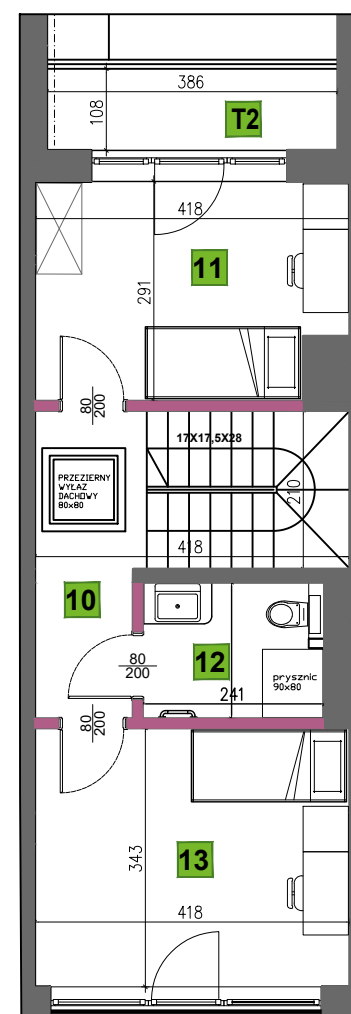 386
108
T2
418
11
291
80
200
17X17,5X28
PRZEZIERNY
WYŁAZ
DACHOWY
80x80
210
418
10
12
80
200
prysznic
90x80
241
80
200
343
13
418